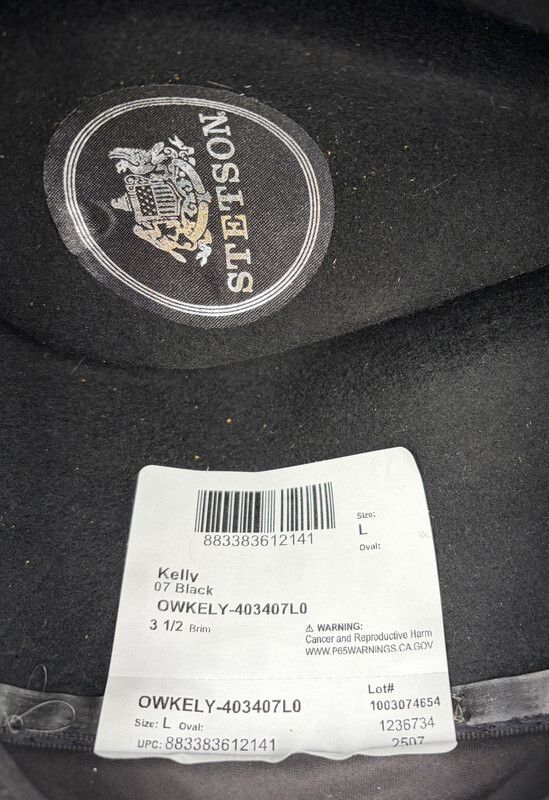 STETSON
883383612141
Size:
L
Oval:
Kelly
07 Black
OWKELY-403407L0
3 1/2 Brim
⚠ WARNING:
Cancer and Reproductive Harm
WWW.P65WARNINGS.CA.GOV
OWKELY-403407L0
Size: L Oval:
UPC: 883383612141
Lot#
1003074654
1236734
2507